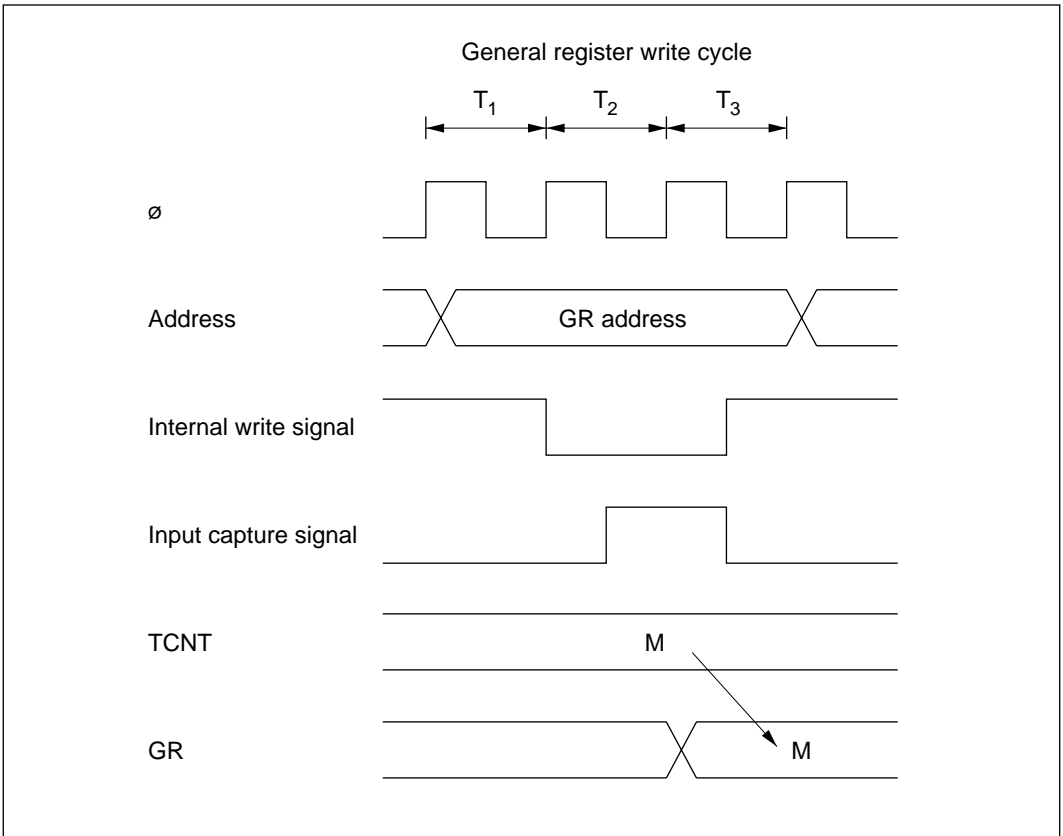 General register write cycle
T1 T2 T3
ø
Address GR address
Internal write signal
Input capture signal
TCNT M
GR M